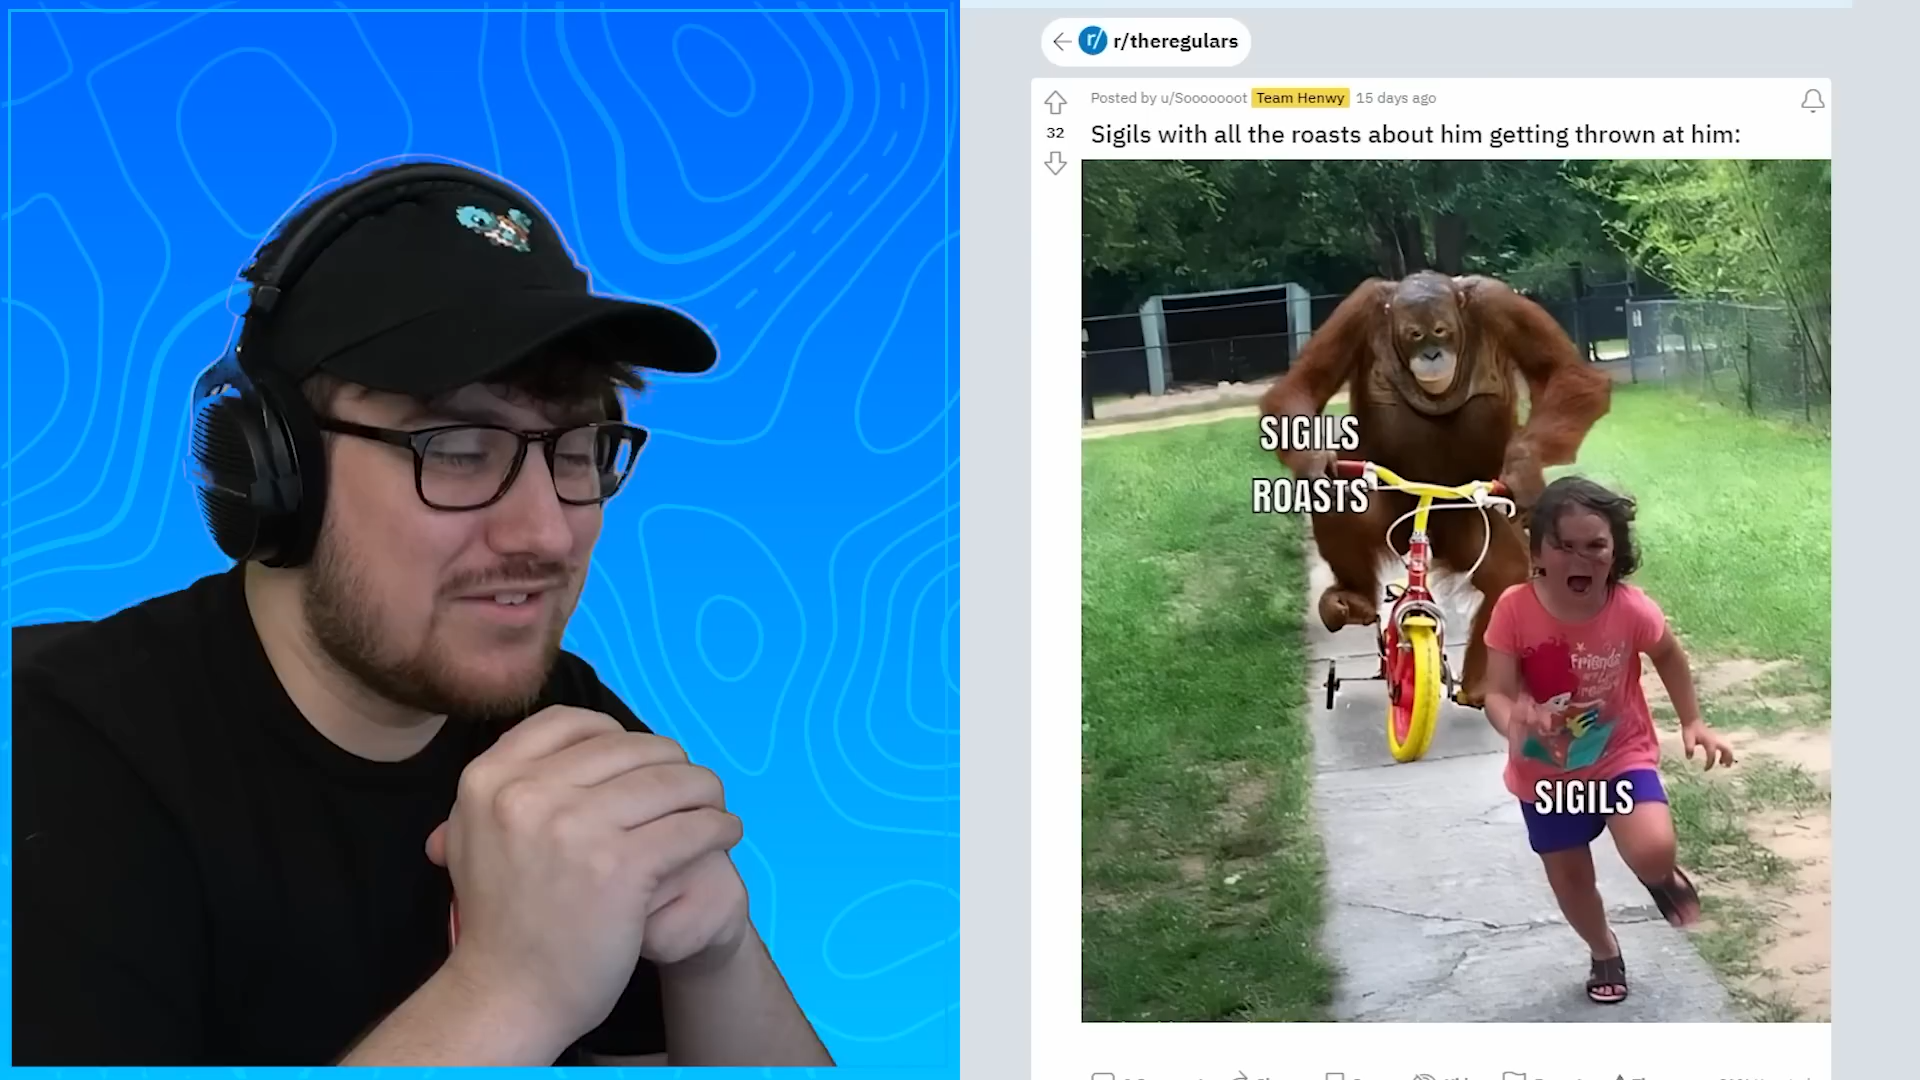 r/ r/theregulars
Posted by u/Sooooooot Team Henwy 15 days ago
32
Sigils with all the roasts about him getting thrown at him:
SIGILS
ROASTS
Friends
SIGILS